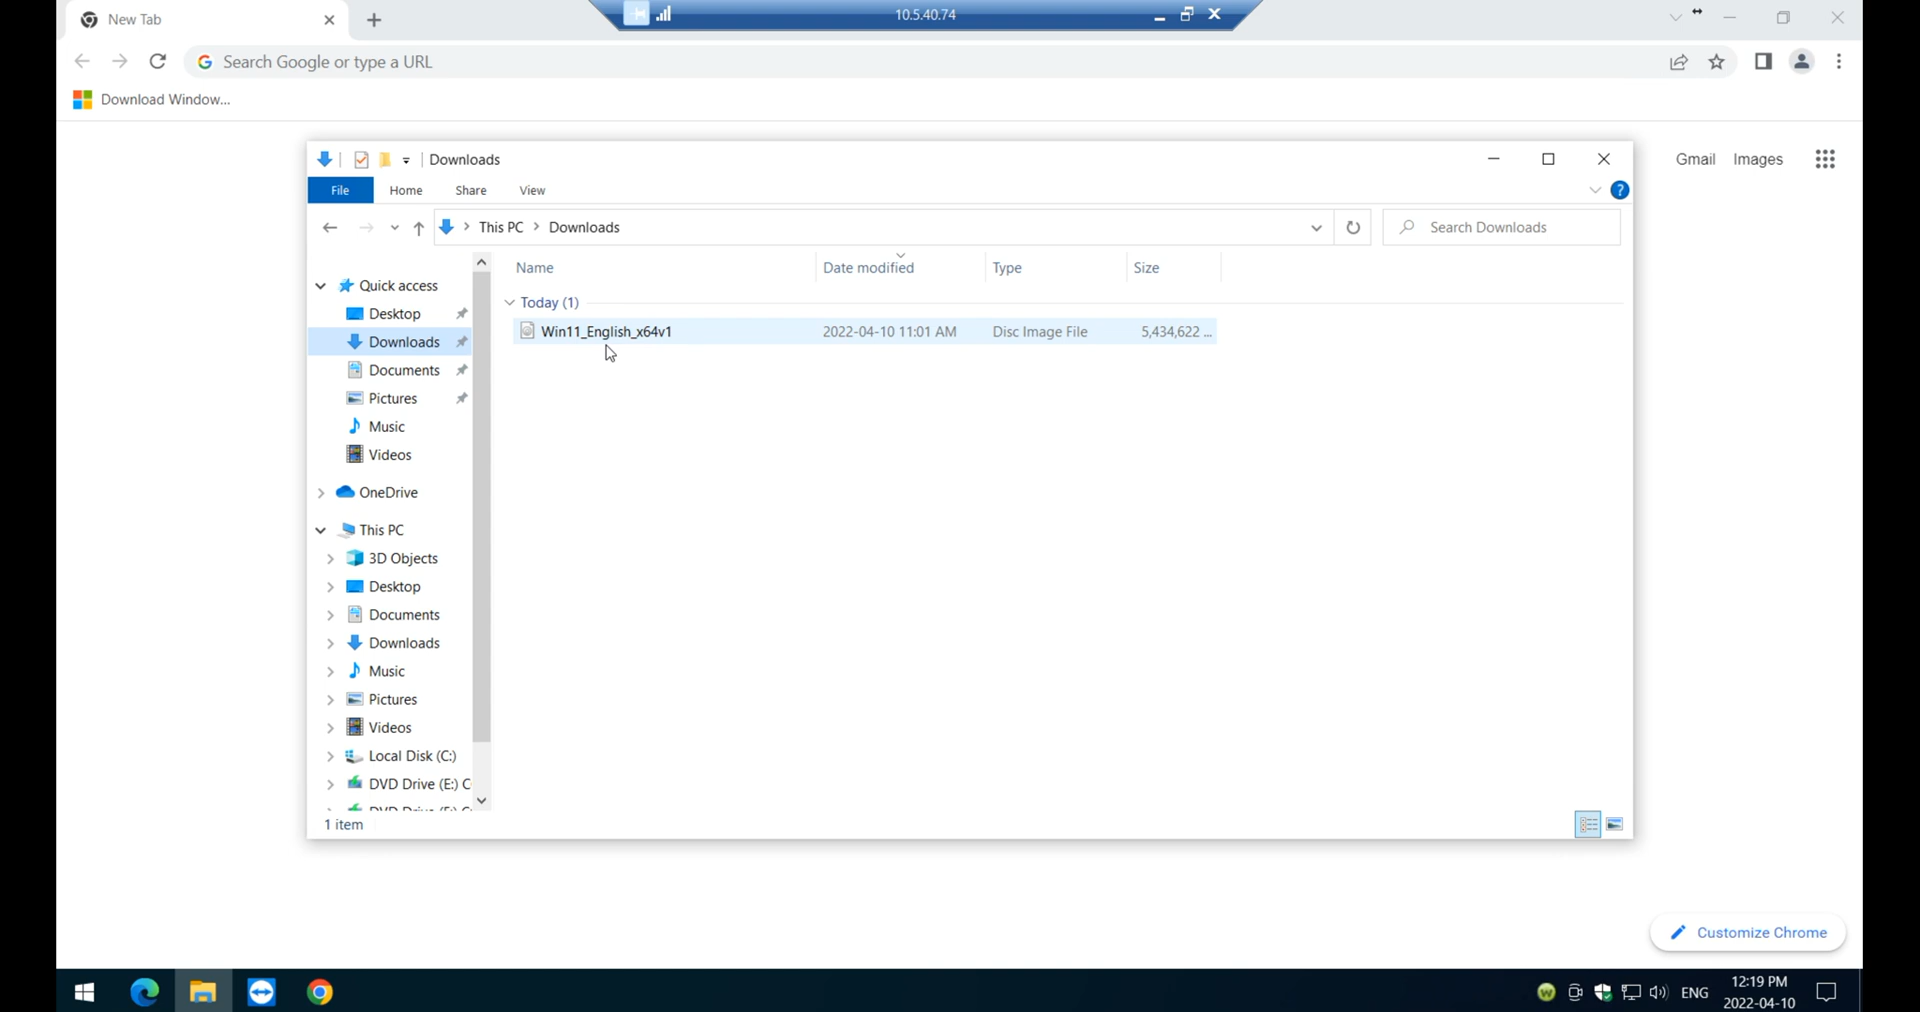 New Tab
10.5.40.74
Search Google or type a URL
Download Window...
Downloads
Gmail Images
File Home Share View
?
This PC > Downloads
Search Downloads
Name Date modified Type Size
Quick access
Today (1)
Desktop
Win11_English_x64v1 2022-04-10 11:01 AM Disc Image File 5,434,622 ...
Downloads
Documents
Pictures
Music
Videos
OneDrive
This PC
3D Objects
Desktop
Documents
Downloads
Music
Pictures
Videos
Local Disk (C:)
DVD Drive (E:) C
1 item
Customize Chrome
ENG
12:19 PM
2022-04-10